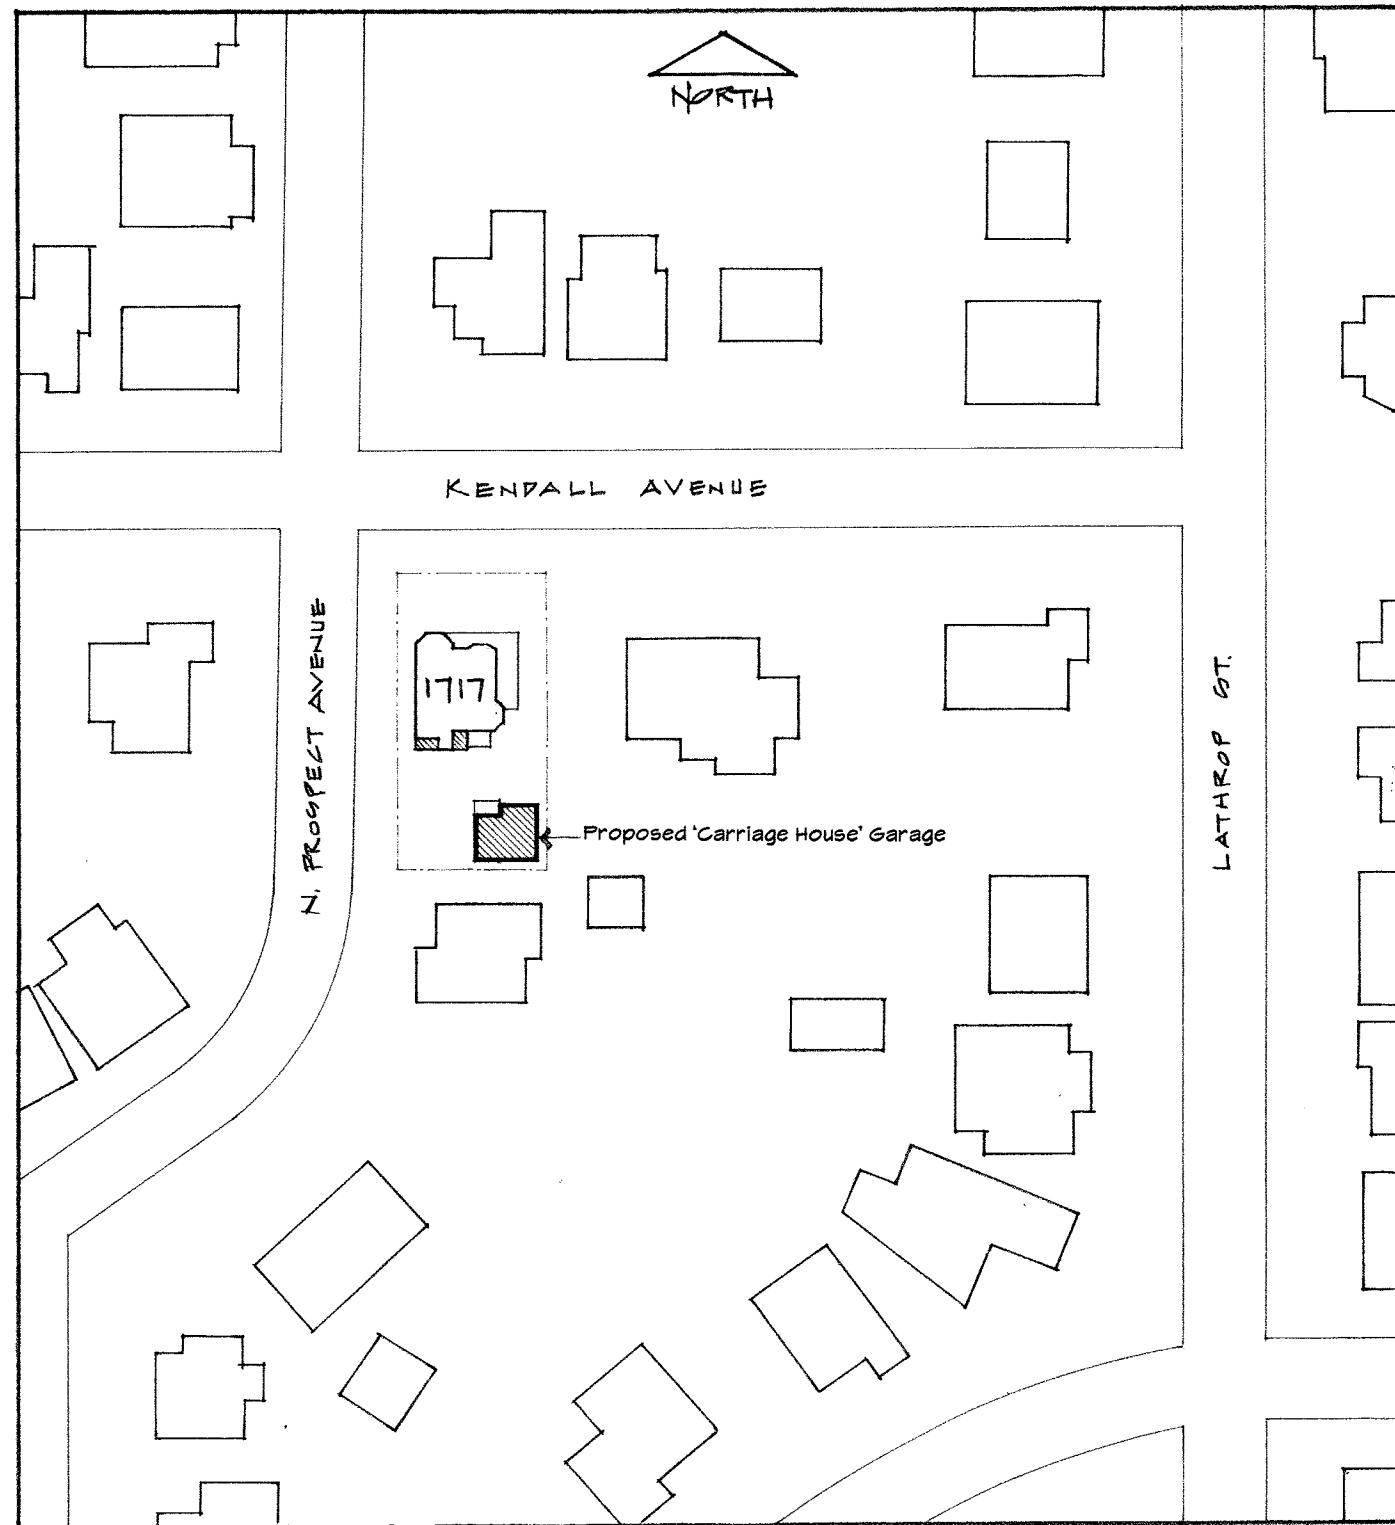 NORTH
KENDALL AVENUE
N. PROSPECT AVENUE
1717
LATHROP ST.
Proposed 'Carriage House' Garage